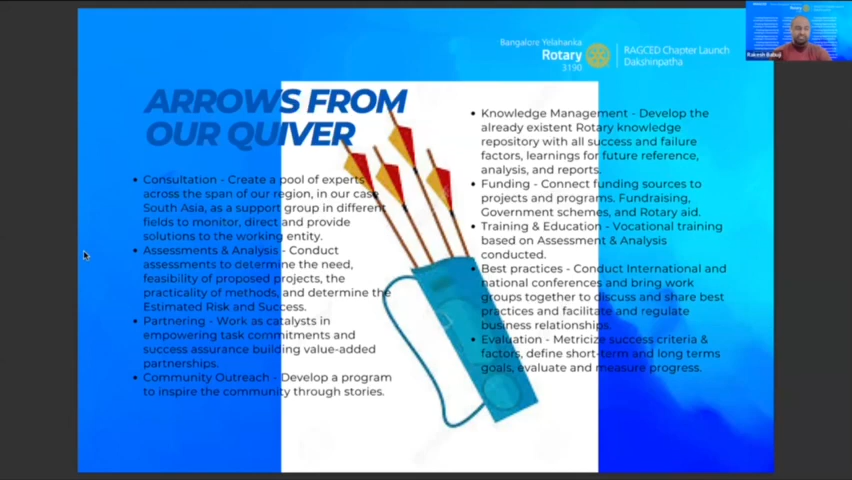 Bangalore Yelahanka
Rotary
3190
RAGCED Chapter Launch
Dakshinpatha
Rakesh Babuji
ARROWS FROM
OUR QUIVER
Consultation - Create a pool of experts
across the span of our region, in our case
South Asia, as a support group in different
fields to monitor, direct and provide
solutions to the working entity.
Assessments & Analysis - Conduct
assessments to determine the need,
feasibility of proposed projects, the
practicality of methods, and determine the
Estimated Risk and Success.
Partnering - Work as catalysts in
empowering task commitments and
success assurance building value-added
partnerships.
Community Outreach - Develop a program
to inspire the community through stories.
Knowledge Management - Develop the
already existent Rotary knowledge
repository with all success and failure
factors, learnings for future reference,
analysis, and reports.
Funding - Connect funding sources to
projects and programs. Fundraising,
Government schemes, and Rotary aid.
Training & Education - Vocational training
based on Assessment & Analysis
conducted.
Best practices - Conduct International and
national conferences and bring work
groups together to discuss and share best
practices and facilitate and regulate
business relationships.
Evaluation - Metricize success criteria &
factors, define short-term and long terms
goals, evaluate and measure progress.